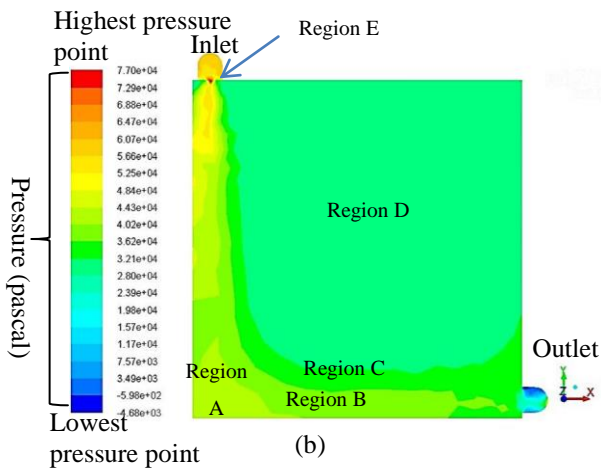 Highest pressure
point
Inlet
Region E
7.70e+04
7.29e+04
7.88e+04
6.47e+04
6.07e+04
5.66e+04
5.25e+04
4.84e+04
4.43e+04
4.02e+04
3.62e+04
3.21e+04
2.80e+04
2.39e+04
1.98e+04
1.57e+04
1.17e+04
7.57e+03
3.49e+03
-5.98e+02
-4.68e+03
Pressure (pascal)
Region D
Region C
Region B
Region
A
Outlet
Y
Z
X
Lowest
pressure point
(b)